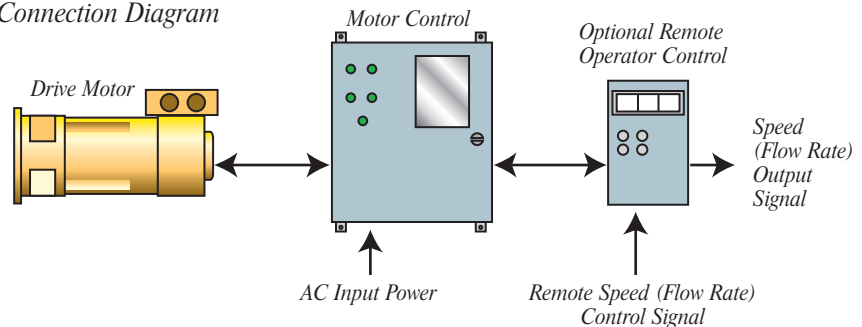 Connection Diagram
Motor Control
Optional Remote
Operator Control
Drive Motor
Speed
(Flow Rate)
Output
Signal
AC Input Power
Remote Speed (Flow Rate)
Control Signal